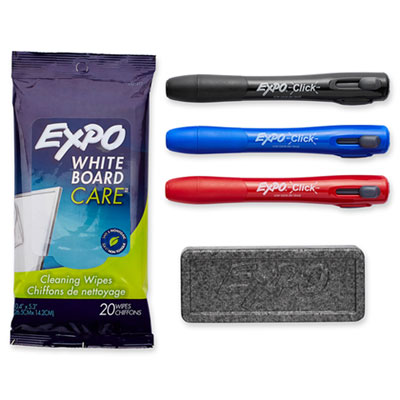 EXPO
WHITE
BOARD
CARE
Cleaning Wipes
Chiffons de nettoyage
20 WIPES
CHIFFONS
EXPO Click
EXPO Click
EXPO Click
EXPO